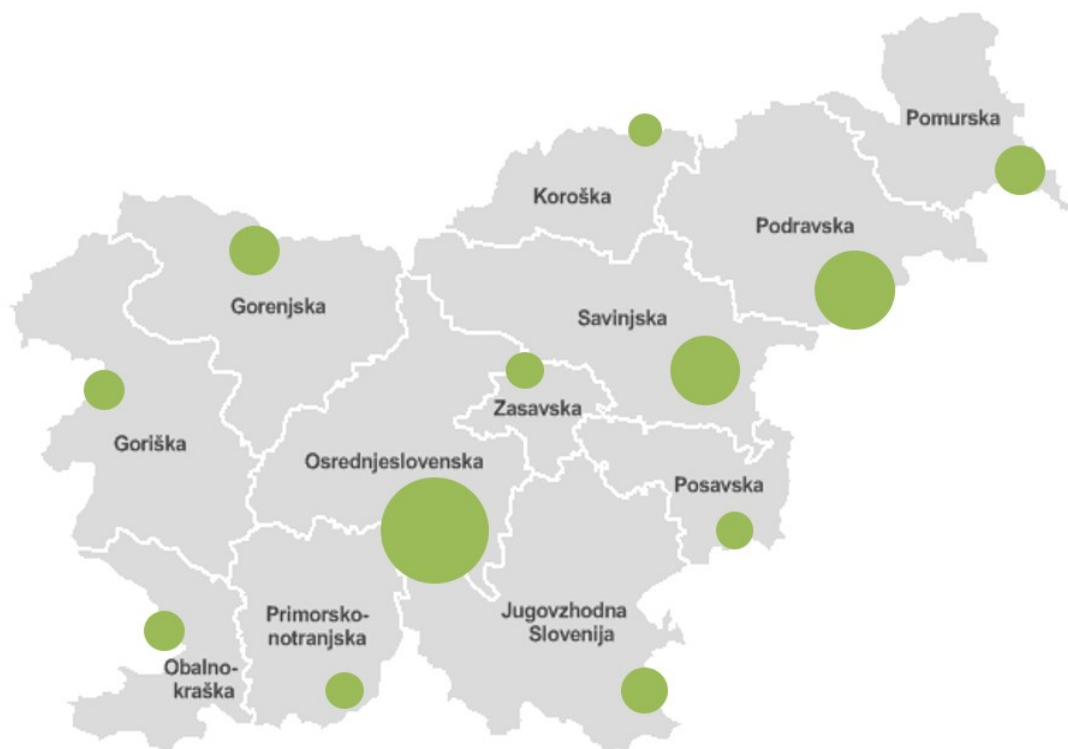 Pomurska
Koroška
Podravska
Gorenjska
Savinjska
Zasavska
Goriška
Osrednjeslovenska
Posavska
Primorsko-
notranjska
Jugovzhodna
Slovenija
Obalno-
kraška